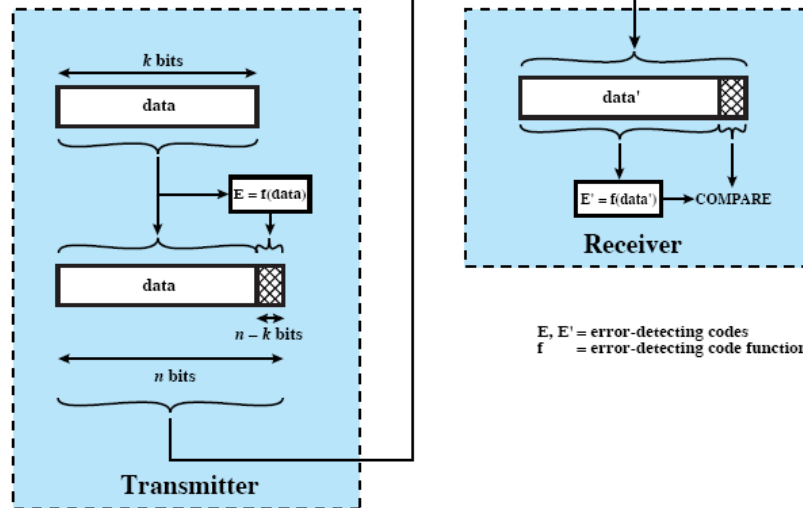 k bits
data
E = f(data)
data
n – k bits
n bits
Transmitter
data'
E' = f(data')
COMPARE
Receiver
E, E' = error-detecting codes
f = error-detecting code function